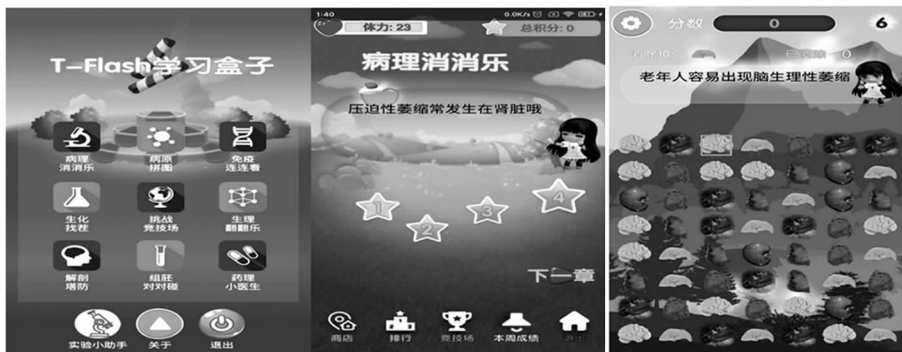 T-Flash学习盒子
病理
消消乐
病原
拼图
免疫
连连看
生化
找茬
挑战
竞技场
生理
翻翻乐
解剖
塔防
组胚
对对碰
药理
小医生
实验小助手
关于
退出
1:40
0.0K/s
体力: 23
总积分: 0
病理消消乐
压迫性萎缩常发生在肾脏哦
1
2
3
4
下一章
商店
排行
竞技场
本周成绩
分数
0
6
老年人容易出现脑生理性萎缩